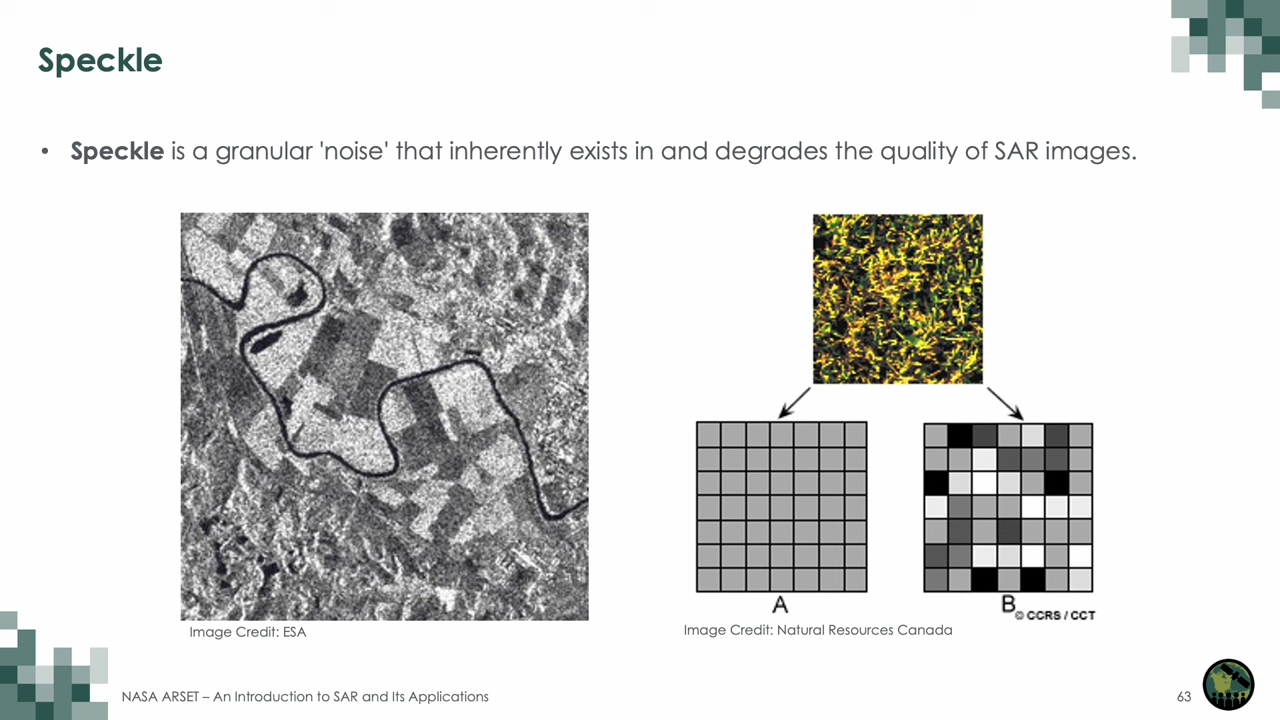 Speckle
• Speckle is a granular 'noise' that inherently exists in and degrades the quality of SAR images.
A
B
© CCRS / CCT
Image Credit: ESA
Image Credit: Natural Resources Canada
NASA ARSET – An Introduction to SAR and Its Applications
63